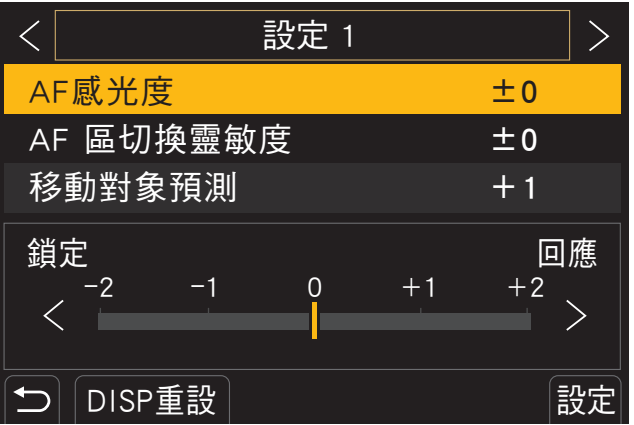 設定 1
AF感光度 ±0
AF 區切換靈敏度 ±0
移動對象預測 +1
鎖定 回應
-2 -1 0 +1 +2
DISP重設 設定